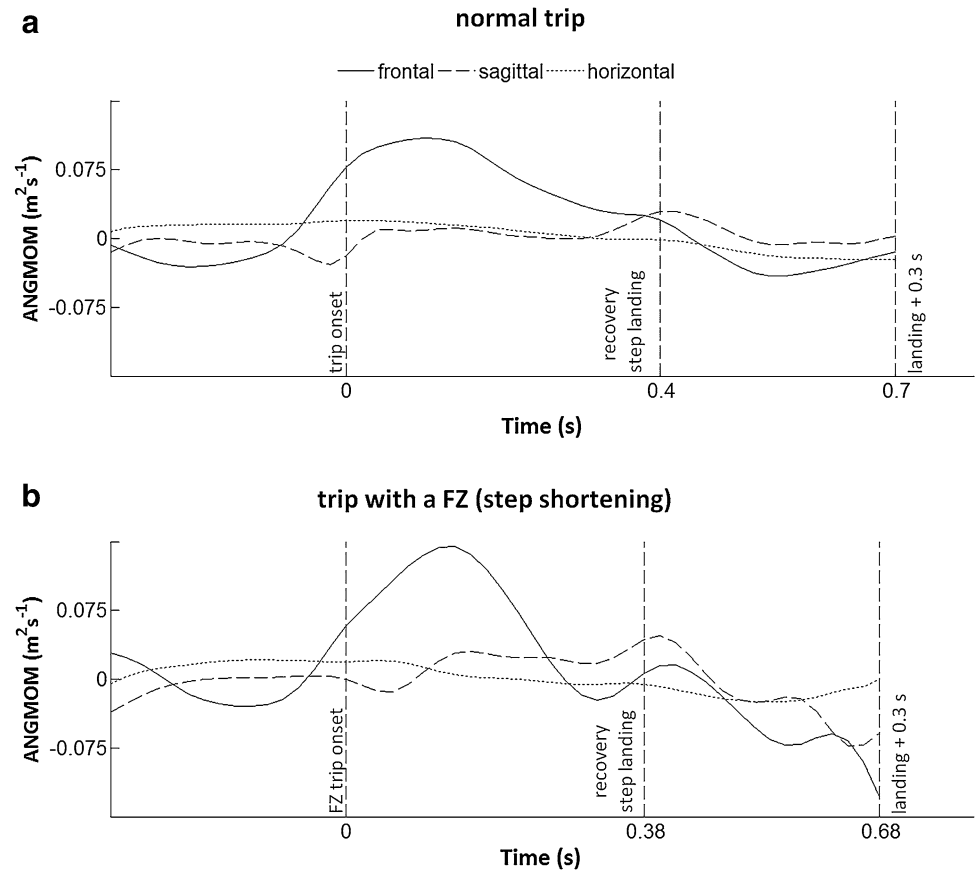 a
normal trip
frontal sagittal horizontal
ANGMOM (m²s⁻¹)
0.075
0
-0.075
trip onset
recovery
step landing
landing + 0.3 s
0 0.4 0.7
Time (s)
b
trip with a FZ (step shortening)
ANGMOM (m²s⁻¹)
0.075
0
-0.075
FZ trip onset
recovery
step landing
landing + 0.3 s
0 0.38 0.68
Time (s)